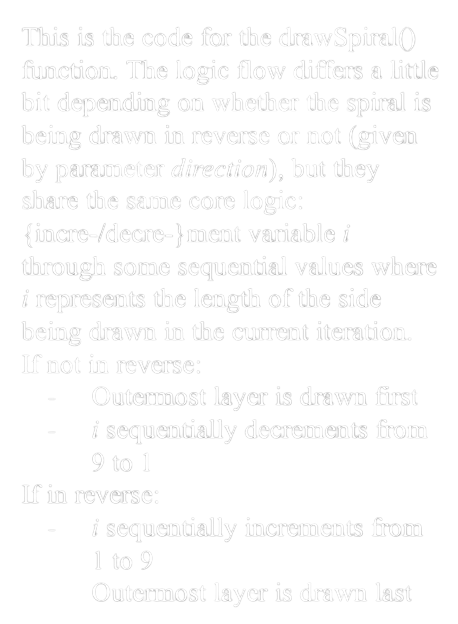 This is the code for the drawSpiral()
function. The logic flow differs a little
bit depending on whether the spiral is
being drawn in reverse or not (given
by parameter direction), but they
share the same core logic:
{incre-/decre-}ment variable i
through some sequential values where
i represents the length of the side
being drawn in the current iteration.
If not in reverse:
- Outermost layer is drawn first
- i sequentially decrements from
9 to 1
If in reverse:
- i sequentially increments from
1 to 9
Outermost layer is drawn last